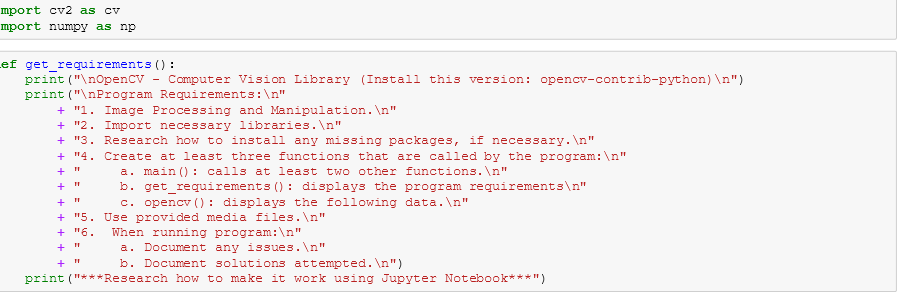 mport cv2 as cv
mport numpy as np
ef get_requirements():
print("\nOpenCV - Computer Vision Library (Install this version: opencv-contrib-python)\n")
print("\nProgram Requirements:\n"
+ "1. Image Processing and Manipulation.\n"
+ "2. Import necessary libraries.\n"
+ "3. Research how to install any missing packages, if necessary.\n"
+ "4. Create at least three functions that are called by the program:\n"
+ "     a. main(): calls at least two other functions.\n"
+ "     b. get_requirements(): displays the program requirements\n"
+ "     c. opencv(): displays the following data.\n"
+ "5. Use provided media files.\n"
+ "6.  When running program:\n"
+ "     a. Document any issues.\n"
+ "     b. Document solutions attempted.\n")
print("***Research how to make it work using Jupyter Notebook***")